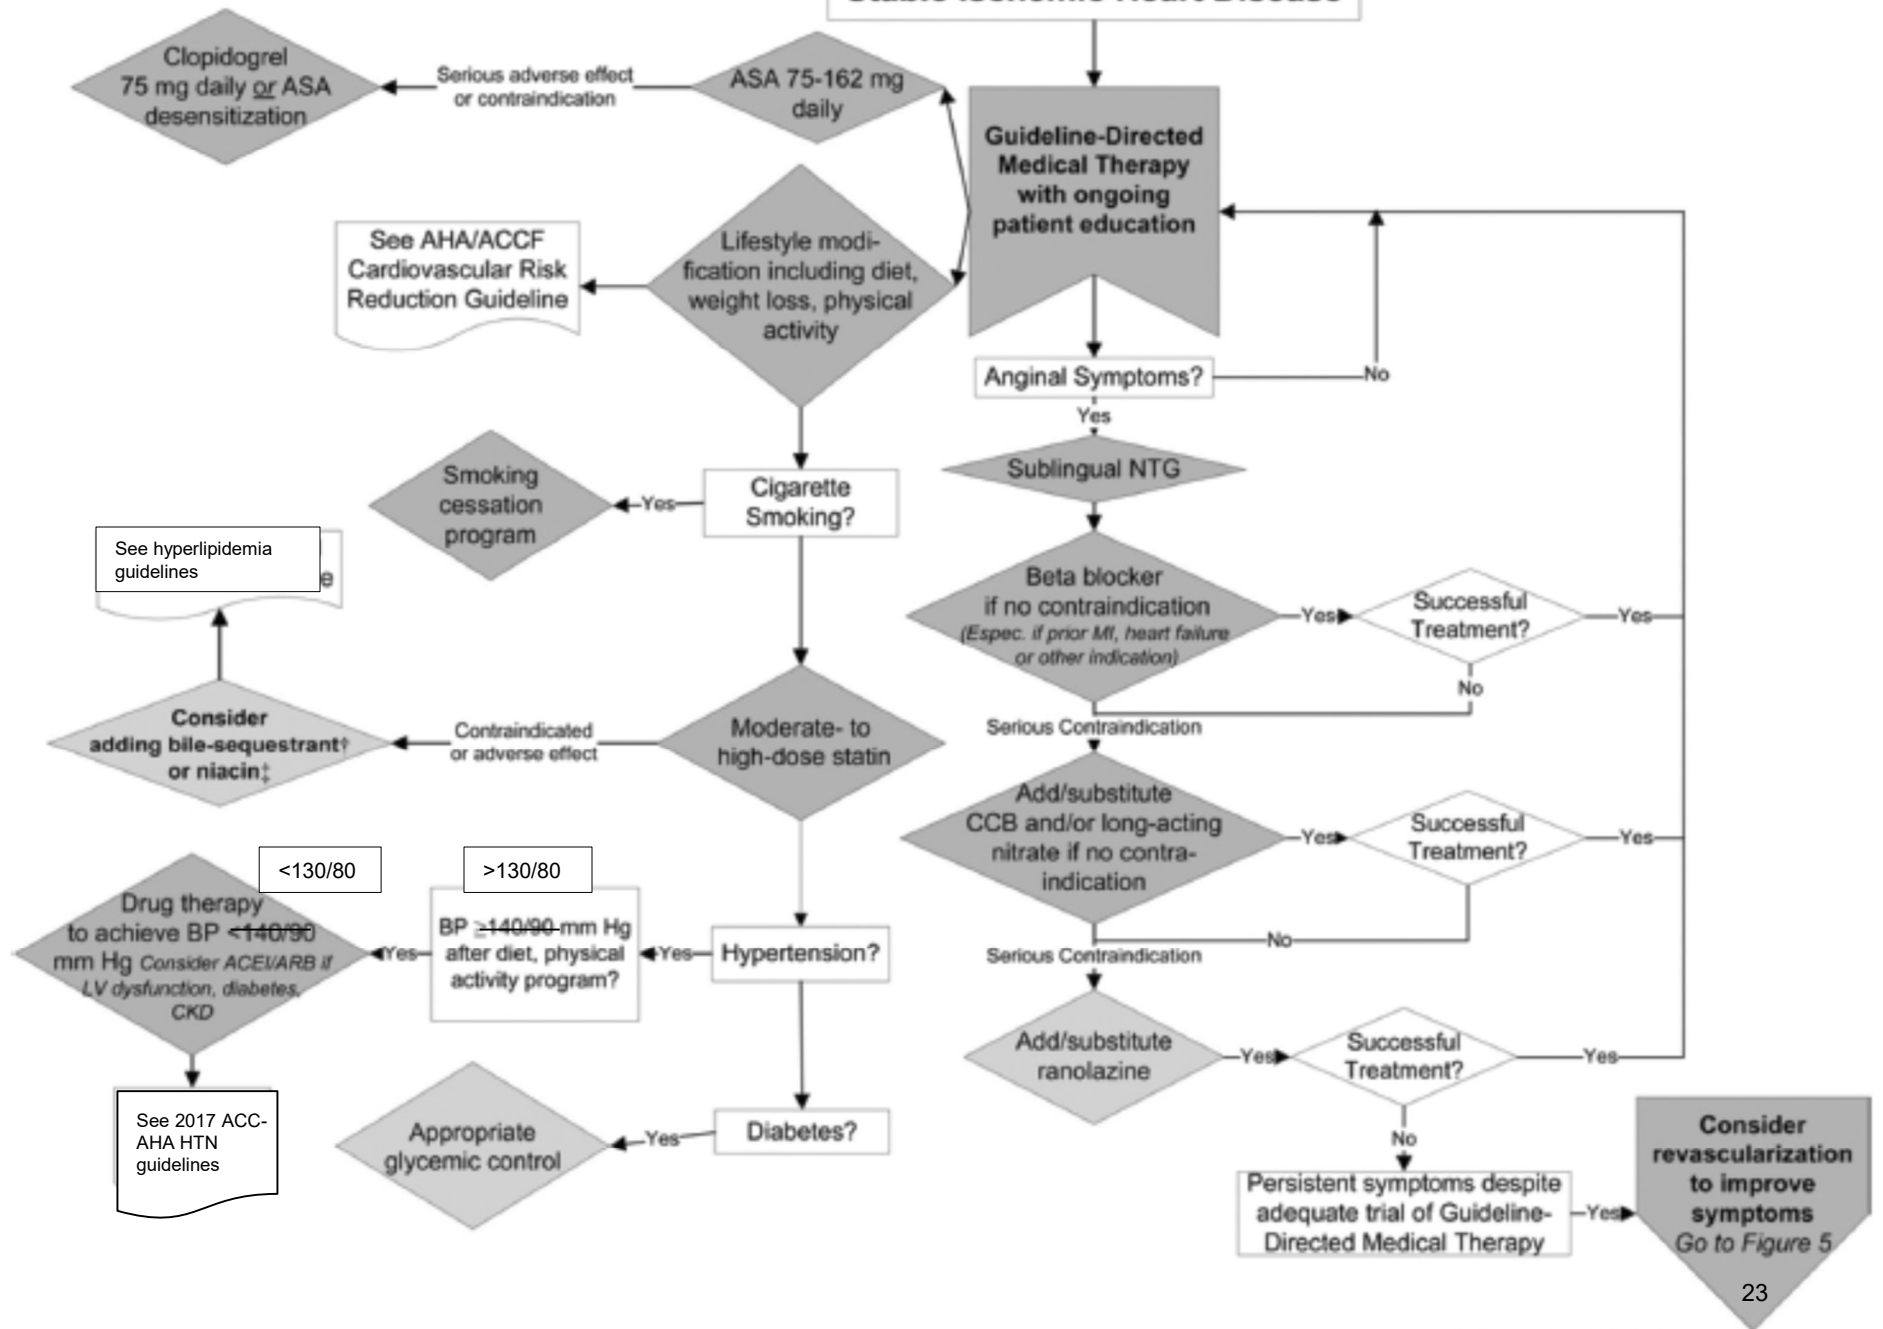 Clopidogrel
75 mg daily or ASA
desensitization
Serious adverse effect
or contraindication
ASA 75-162 mg
daily
Guideline-Directed
Medical Therapy
with ongoing
patient education
See AHA/ACCF
Cardiovascular Risk
Reduction Guideline
Lifestyle modi-
fication including diet,
weight loss, physical
activity
Anginal Symptoms?
No
Yes
Sublingual NTG
Smoking
cessation
program
Yes
Cigarette
Smoking?
See hyperlipidemia
guidelines
e
Beta blocker
if no contraindication
(Espec. if prior MI, heart failure
or other indication)
Yes
Successful
Treatment?
Yes
No
Serious Contraindication
Consider
adding bile-sequestrant†
or niacin‡
Contraindicated
or adverse effect
Moderate- to
high-dose statin
Add/substitute
CCB and/or long-acting
nitrate if no contra-
indication
Yes
Successful
Treatment?
Yes
No
Serious Contraindication
<130/80
>130/80
Drug therapy
to achieve BP <140/90
mm Hg Consider ACEI/ARB if
LV dysfunction, diabetes,
CKD
Yes
BP ≥140/90 mm Hg
after diet, physical
activity program?
Yes
Hypertension?
Add/substitute
ranolazine
Yes
Successful
Treatment?
Yes
No
See 2017 ACC-
AHA HTN
guidelines
Appropriate
glycemic control
Yes
Diabetes?
Persistent symptoms despite
adequate trial of Guideline-
Directed Medical Therapy
Yes
Consider
revascularization
to improve
symptoms
Go to Figure 5
23